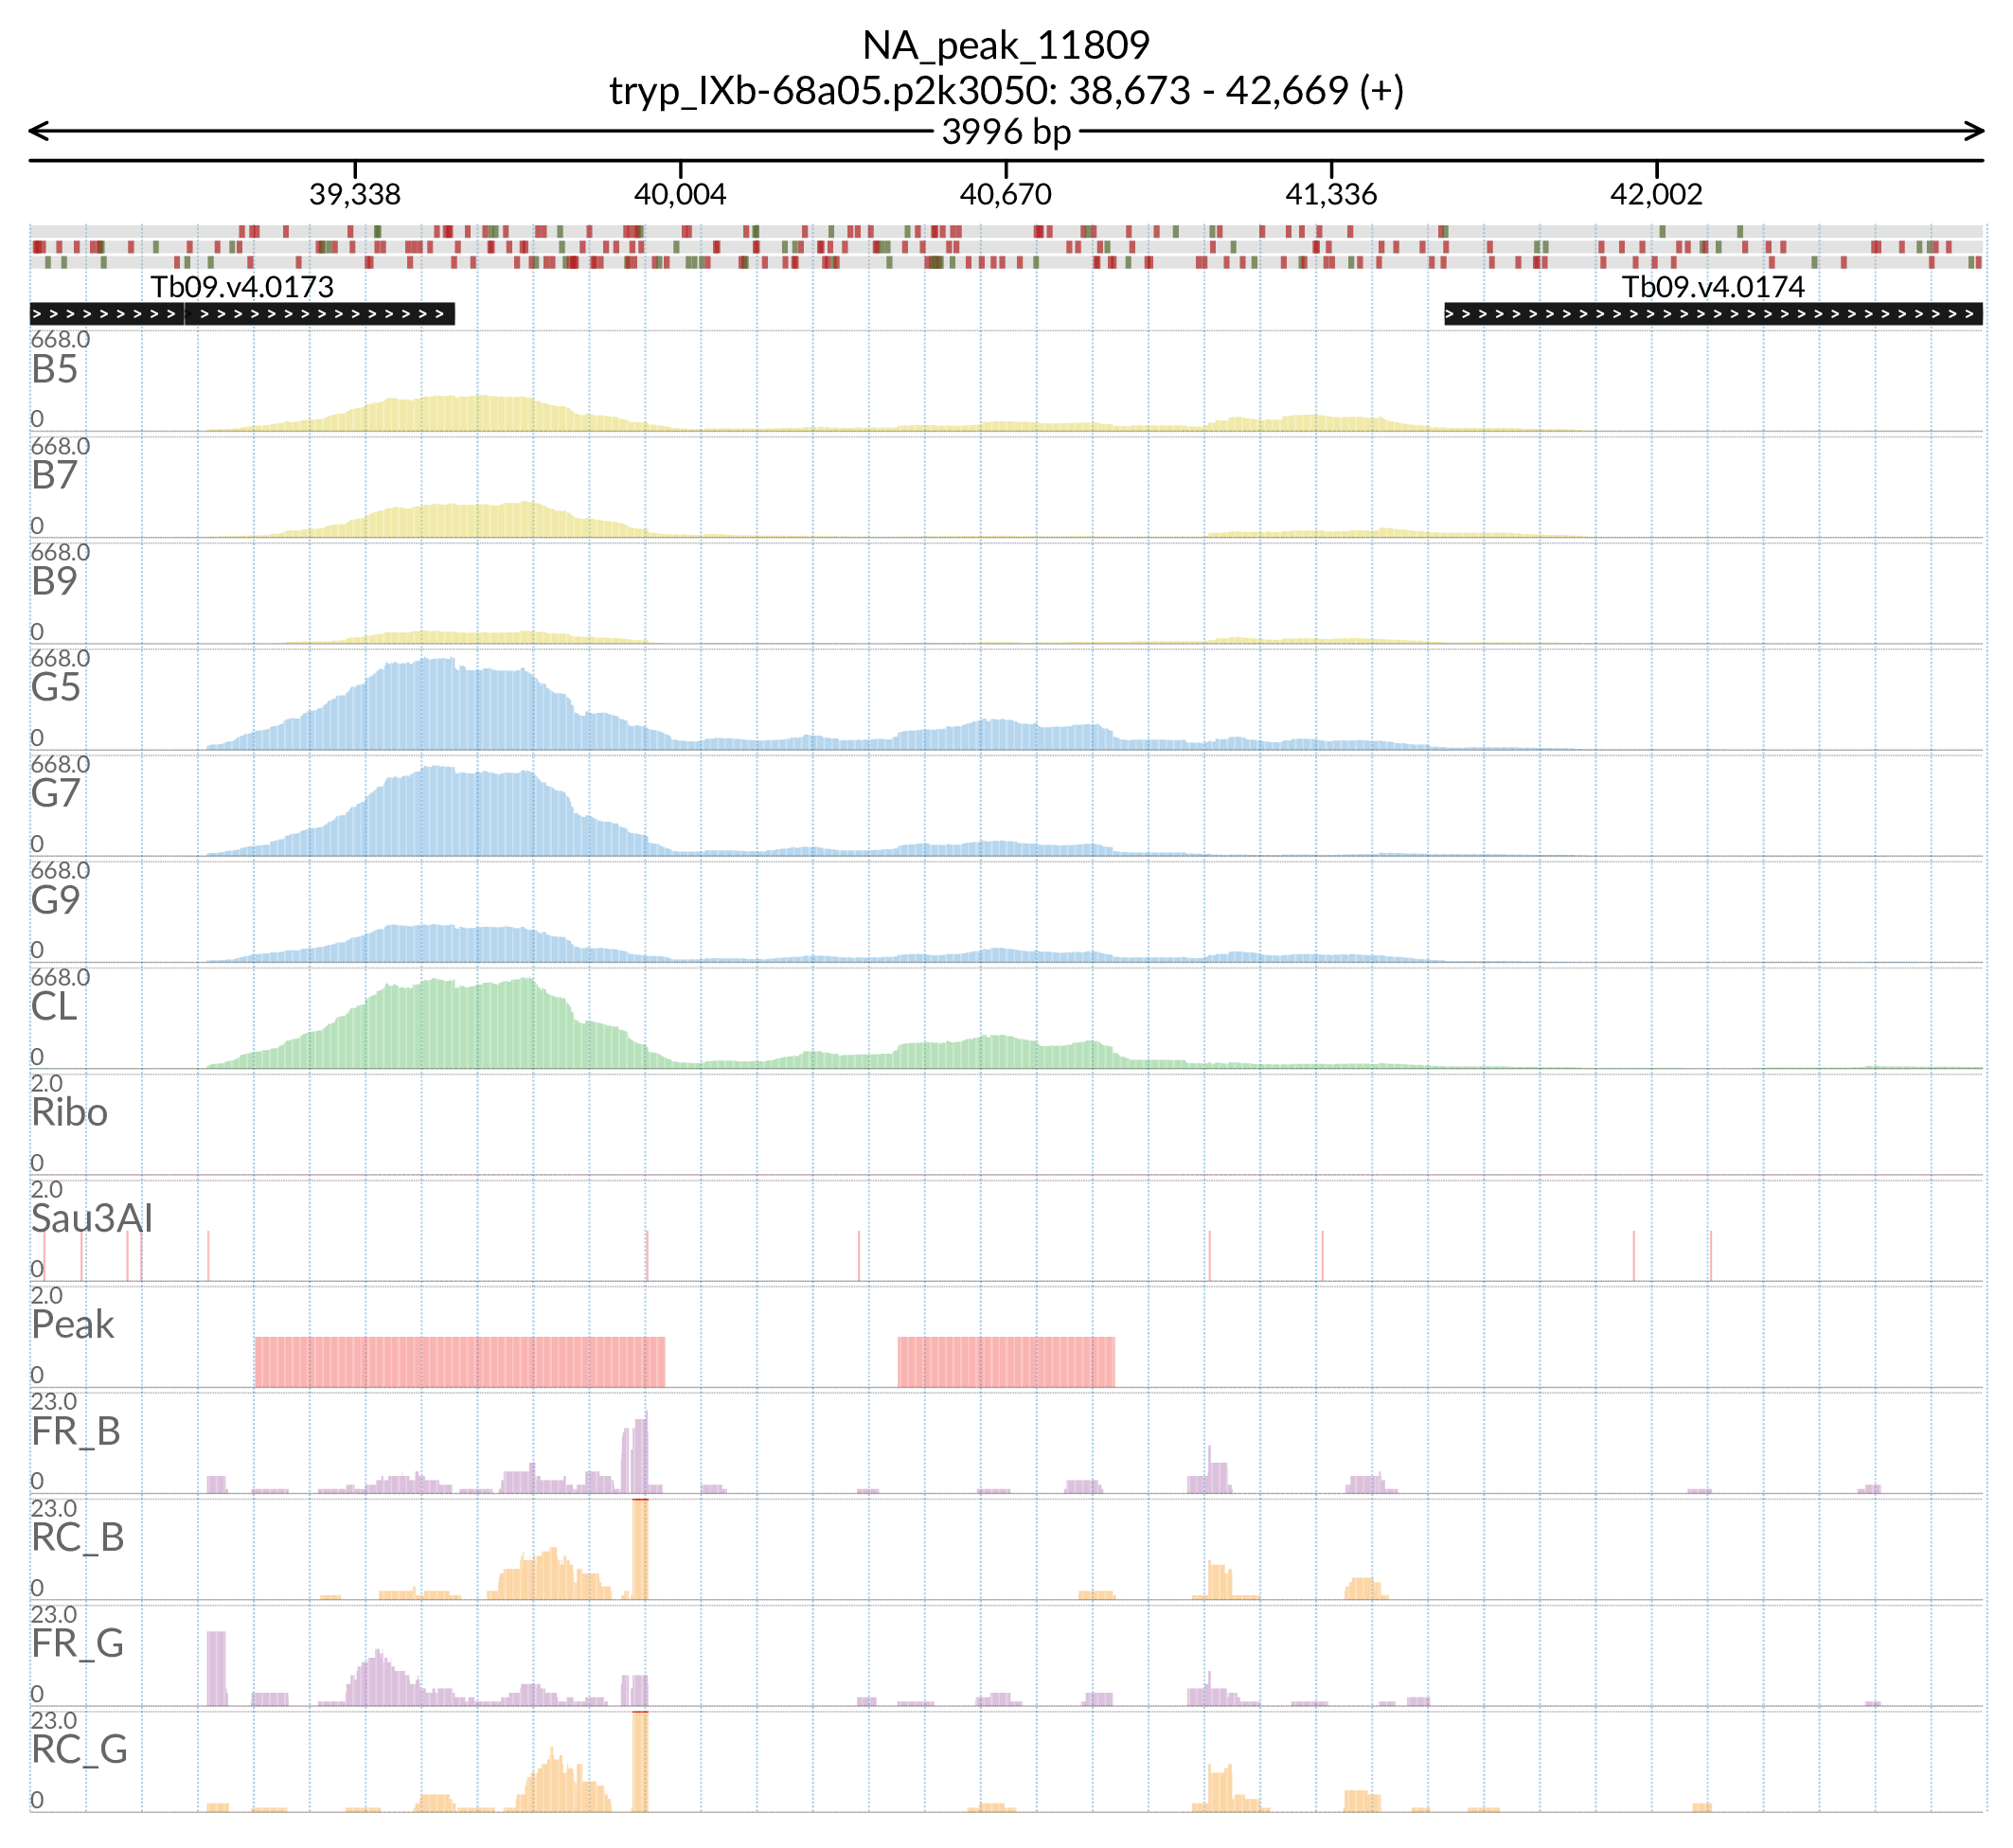 NA_peak_11809
tryp_IXb-68a05.p2k3050: 38,673 - 42,669 (+)
3996 bp
39,338 40,004 40,670 41,336 42,002
Tb09.v4.0173 Tb09.v4.0174
668.0
B5
0
668.0
B7
0
668.0
B9
0
668.0
G5
0
668.0
G7
0
668.0
G9
0
668.0
CL
0
2.0
Ribo
0
2.0
Sau3AI
0
2.0
Peak
0
23.0
FR_B
0
23.0
RC_B
0
23.0
FR_G
0
23.0
RC_G
0